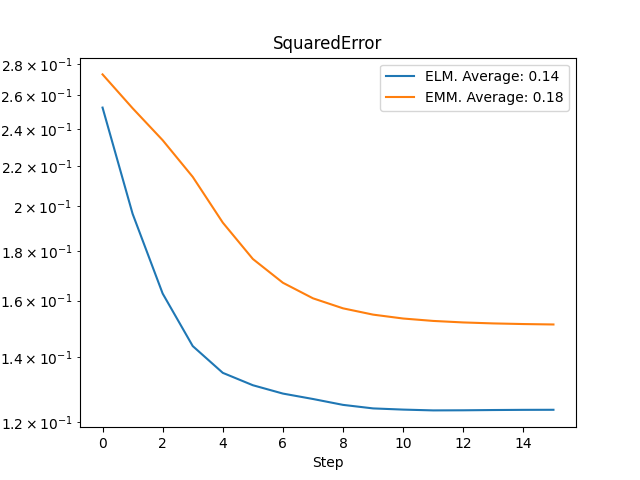 SquaredError
ELM. Average: 0.14
EMM. Average: 0.18
2.8 × 10⁻¹
2.6 × 10⁻¹
2.4 × 10⁻¹
2.2 × 10⁻¹
2 × 10⁻¹
1.8 × 10⁻¹
1.6 × 10⁻¹
1.4 × 10⁻¹
1.2 × 10⁻¹
0 2 4 6 8 10 12 14
Step